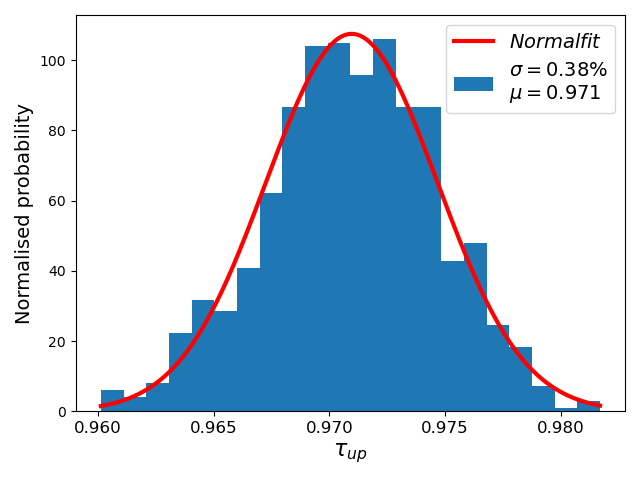 Normalfit
σ = 0.38%
μ = 0.971
Normalised probability
100
80
60
40
20
0
0.960 0.965 0.970 0.975 0.980
τ_up